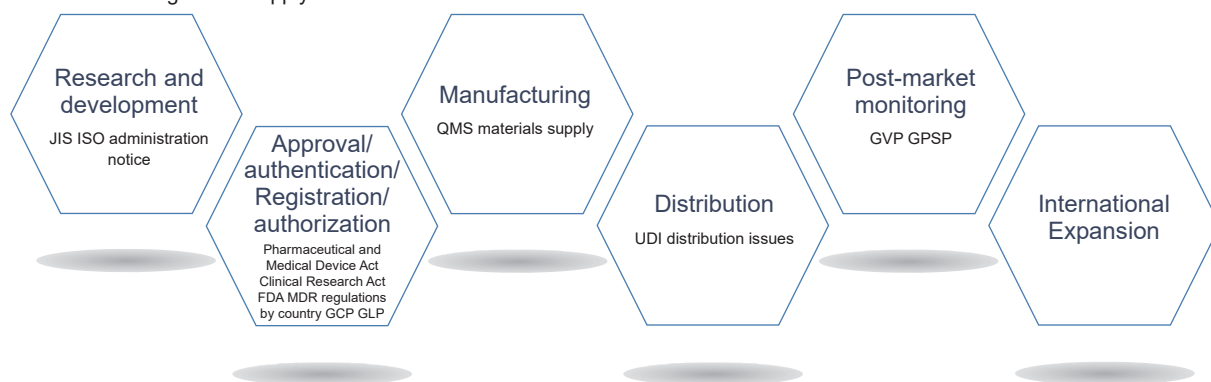 Research and
development
JIS ISO administration
notice
Approval/
authentication/
Registration/
authorization
Pharmaceutical and
Medical Device Act
Clinical Research Act
FDA MDR regulations
by country GCP GLP
Manufacturing
QMS materials supply
Distribution
UDI distribution issues
Post-market
monitoring
GVP GPSP
International
Expansion